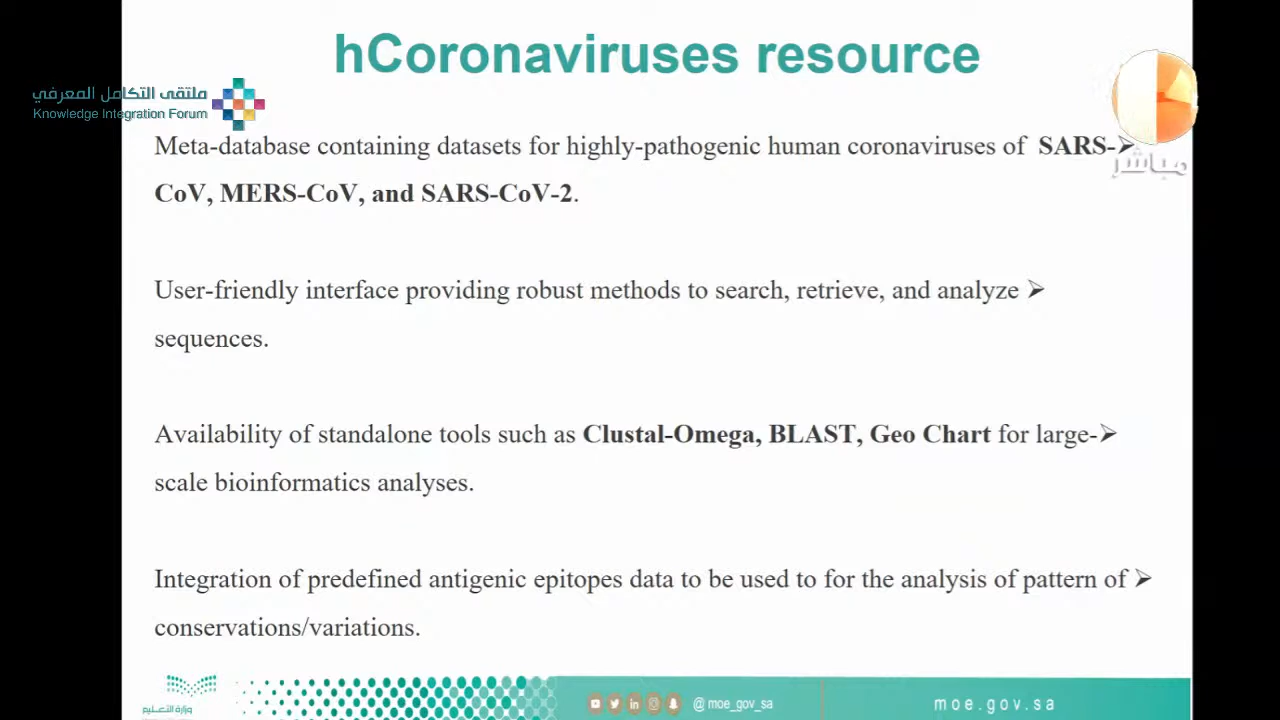 hCoronaviruses resource
ملتقى التكامل المعرفي
Knowledge Integration Forum
مباشر
Meta-database containing datasets for highly-pathogenic human coronaviruses of SARS-
CoV, MERS-CoV, and SARS-CoV-2.
User-friendly interface providing robust methods to search, retrieve, and analyze
sequences.
Availability of standalone tools such as Clustal-Omega, BLAST, Geo Chart for large-
scale bioinformatics analyses.
Integration of predefined antigenic epitopes data to be used to for the analysis of pattern of
conservations/variations.
وزارة التعليم
@moe_gov_sa
moe.gov.sa